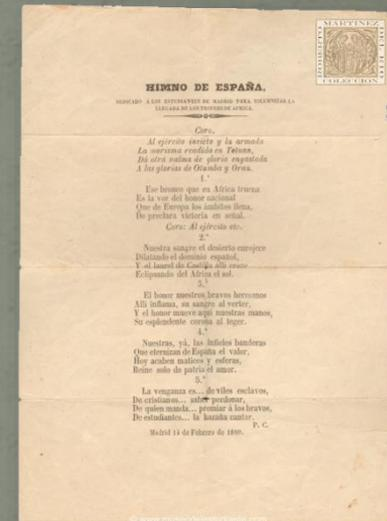 ROBERTO MARTINEZ DEL RIO
COLECCION
HIMNO DE ESPAÑA,
DEDICADO A LOS ESTUDIANTES DE MADRID PARA SOLEMNIZAR LA
LLEGADA DE LOS TROFEOS DE AFRICA.
Coro.
Al ejército invicto y la armada
La morisma rendida en Tetuan,
Dá otra palma de gloria engastada
A las glorias de Otumba y Oran.
1.ª
Ese bronce que en Africa truena
Es la voz del honor nacional
Que de Europa los ámbitos llena,
De preclara victoria en señal.
Coro: Al ejército etc.
2.ª
Nuestra sangre el desierto enrojece
Dilatando el dominio español,
Y el laurel de Castilla allí crece
Eclipsando del Africa el sol.
3.ª
El honor nuestros bravos hermanos
Allí inflama, su sangre al verter,
Y el honor mueve aquí nuestras manos,
Su esplendente corona al teger.
4.ª
Nuestras, yá, las infieles banderas
Que eternizan de España el valor,
Hoy acaben matices y esferas,
Reine solo de patria el amor.
5.ª
La venganza es... de viles esclavos,
De cristianos... saber perdonar,
De quien manda... premiar á los bravos,
De estudiantes... la hazaña cantar.
P. C.
Madrid 14 de Febrero de 1860.